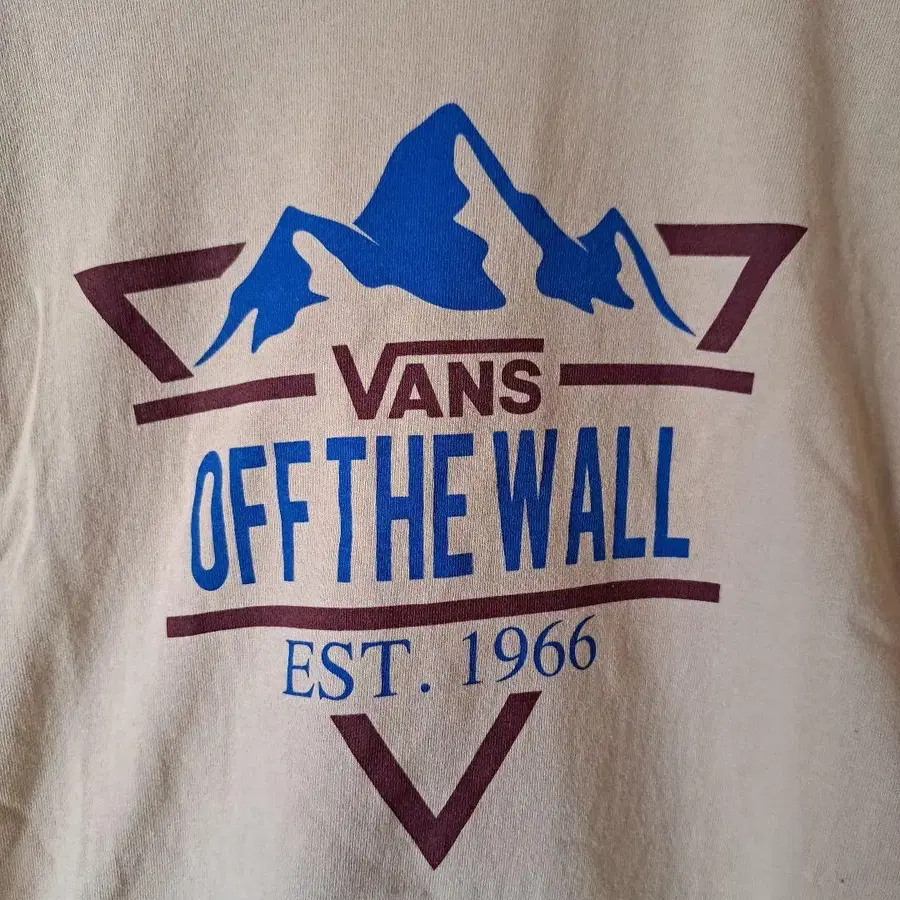 VANS
OFF THE WALL
EST. 1966